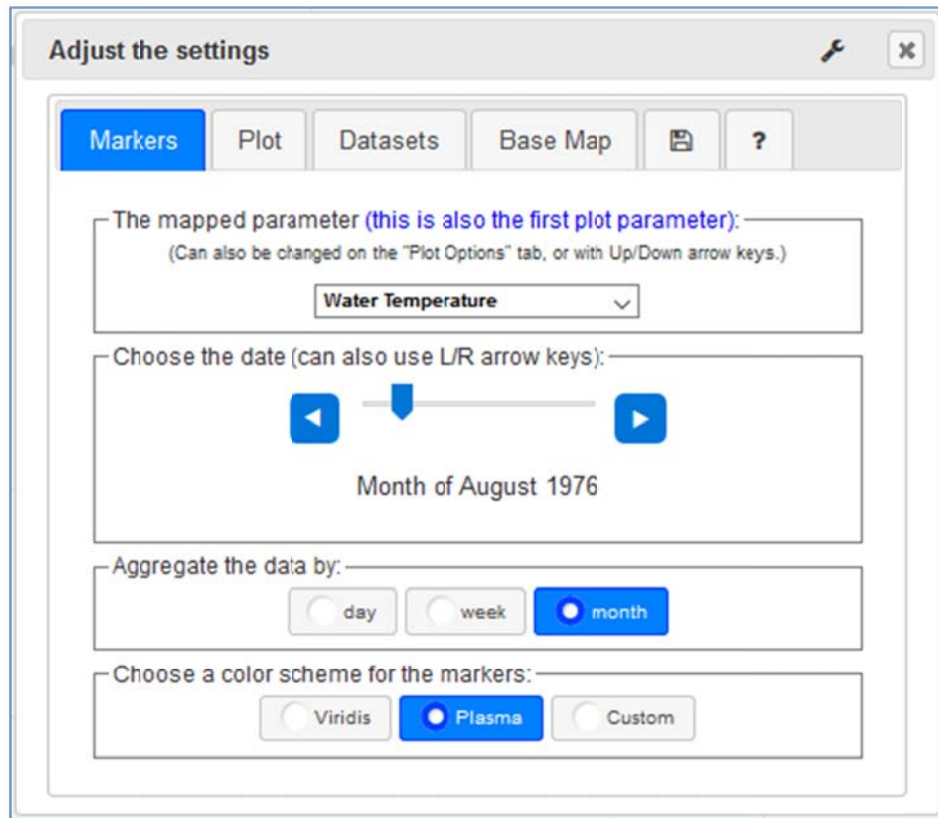 Adjust the settings
Markers Plot Datasets Base Map ?
The mapped parameter (this is also the first plot parameter):
(Can also be changed on the "Plot Options" tab, or with Up/Down arrow keys.)
Water Temperature
Choose the date (can also use L/R arrow keys):
Month of August 1976
Aggregate the data by:
day week month
Choose a color scheme for the markers:
Viridis Plasma Custom